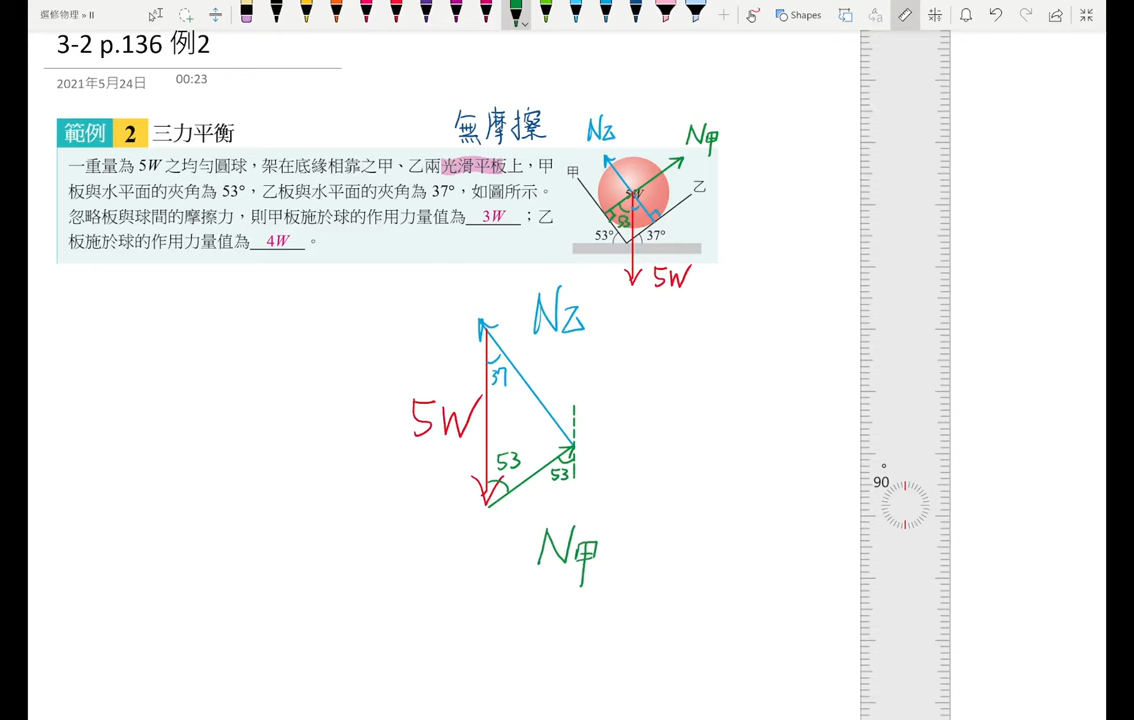 選修物理 » II
Shapes
3-2 p.136 例2
2021年5月24日 00:23
範例 2 三力平衡
無摩擦
一重量為 5W 之均勻圓球，架在底緣相靠之甲、乙兩光滑平板上，甲
板與水平面的夾角為 53°，乙板與水平面的夾角為 37°，如圖所示。
忽略板與球間的摩擦力，則甲板施於球的作用力量值為 3W ；乙
板施於球的作用力量值為 4W 。
N乙
N甲
甲
5W
乙
53
53°
37°
5W
N乙
37
5W
53
53
N甲
90